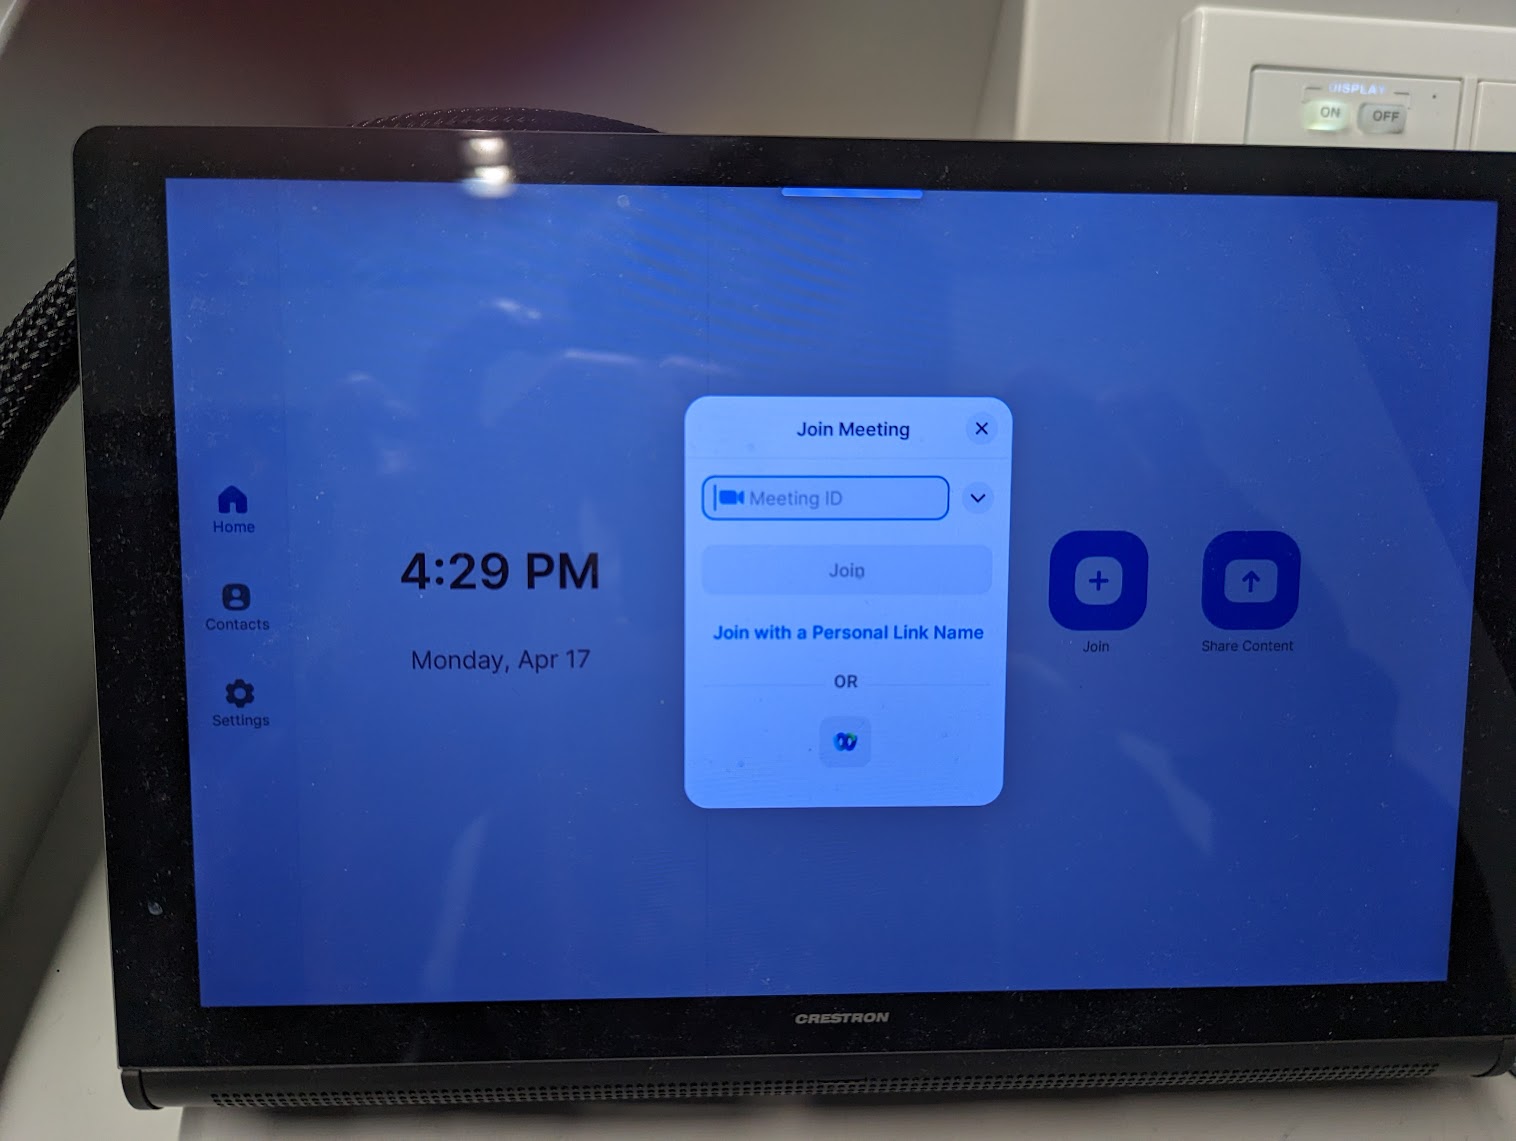 DISPLAY
ON OFF
Home
Contacts
Settings
4:29 PM
Monday, Apr 17
Join Meeting
Meeting ID
Join
Join with a Personal Link Name
OR
Join
Share Content
CRESTRON